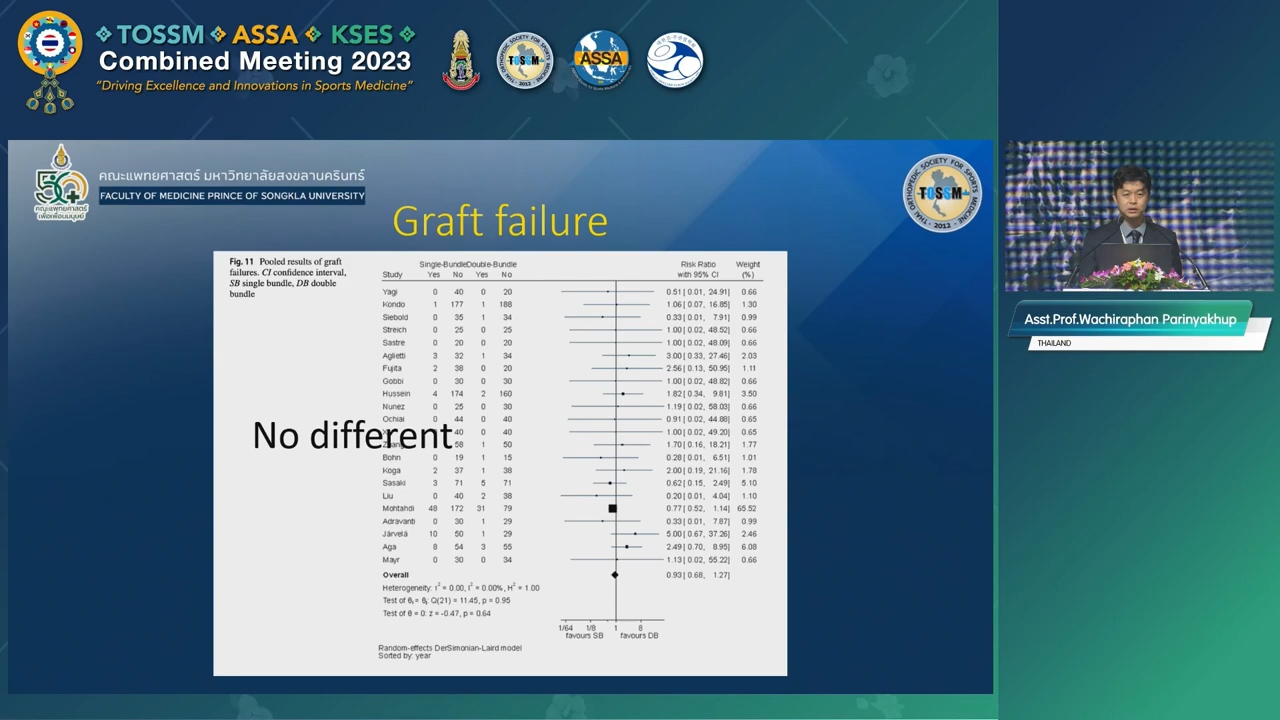 TOSSM ASSA KSES
Combined Meeting 2023
"Driving Excellence and Innovations in Sports Medicine"
TOSSM
ASSA
คณะแพทยศาสตร์ มหาวิทยาลัยสงขลานครินทร์
FACULTY OF MEDICINE PRINCE OF SONGKLA UNIVERSITY
THAI ORTHOPEDIC SOCIETY FOR SPORTS MEDICINE
TOSSM
2012
Graft failure
Fig. 11 Pooled results of graft
failures. CI confidence interval,
SB single bundle, DB double
bundle
Single-Bundle Double-Bundle Risk Ratio Weight
Study Yes No Yes No with 95% CI (%)
Yagi 0 40 0 20 0.51[ 0.01, 24.91] 0.66
Kondo 1 177 1 188 1.06[ 0.07, 16.85] 1.30
Siebold 0 35 1 34 0.33[ 0.01, 7.91] 0.99
Streich 0 25 0 25 1.00[ 0.02, 48.52] 0.66
Sastre 0 20 0 20 1.00[ 0.02, 48.09] 0.66
Aglietti 3 32 1 34 3.00[ 0.33, 27.46] 2.03
Fujita 2 38 0 20 2.56[ 0.13, 50.95] 1.11
Gobbi 0 30 0 30 1.00[ 0.02, 48.82] 0.66
Hussein 4 174 2 160 1.82[ 0.34, 9.81] 3.50
Nunez 0 25 0 30 1.19[ 0.02, 58.03] 0.66
Ochiai 0 44 0 40 0.91[ 0.02, 44.88] 0.65
40 0 40 1.00[ 0.02, 49.20] 0.65
No different
58 1 50 1.70[ 0.16, 18.21] 1.77
Bohn 0 19 1 15 0.28[ 0.01, 6.51] 1.01
Koga 2 37 1 38 2.00[ 0.19, 21.16] 1.78
Sasaki 3 71 5 71 0.62[ 0.15, 2.49] 5.10
Liu 0 40 2 38 0.20[ 0.01, 4.04] 1.10
Mohtahdi 48 172 31 79 0.77[ 0.52, 1.14] 65.52
Adravanti 0 30 1 29 0.33[ 0.01, 7.87] 0.99
Järvelä 10 50 1 29 5.00[ 0.67, 37.26] 2.46
Aga 8 54 3 55 2.49[ 0.70, 8.95] 6.08
Mayr 0 30 0 34 1.13[ 0.02, 55.22] 0.66
Overall 0.93[ 0.68, 1.27]
Heterogeneity: τ² = 0.00, I² = 0.00%, H² = 1.00
Test of θᵢ = θⱼ: Q(21) = 11.45, p = 0.95
Test of θ = 0: z = -0.47, p = 0.64
1/64 1/8 1 8
favours SB favours DB
Random-effects DerSimonian-Laird model
Sorted by: year
Asst.Prof.Wachiraphan Parinyakhup
THAILAND